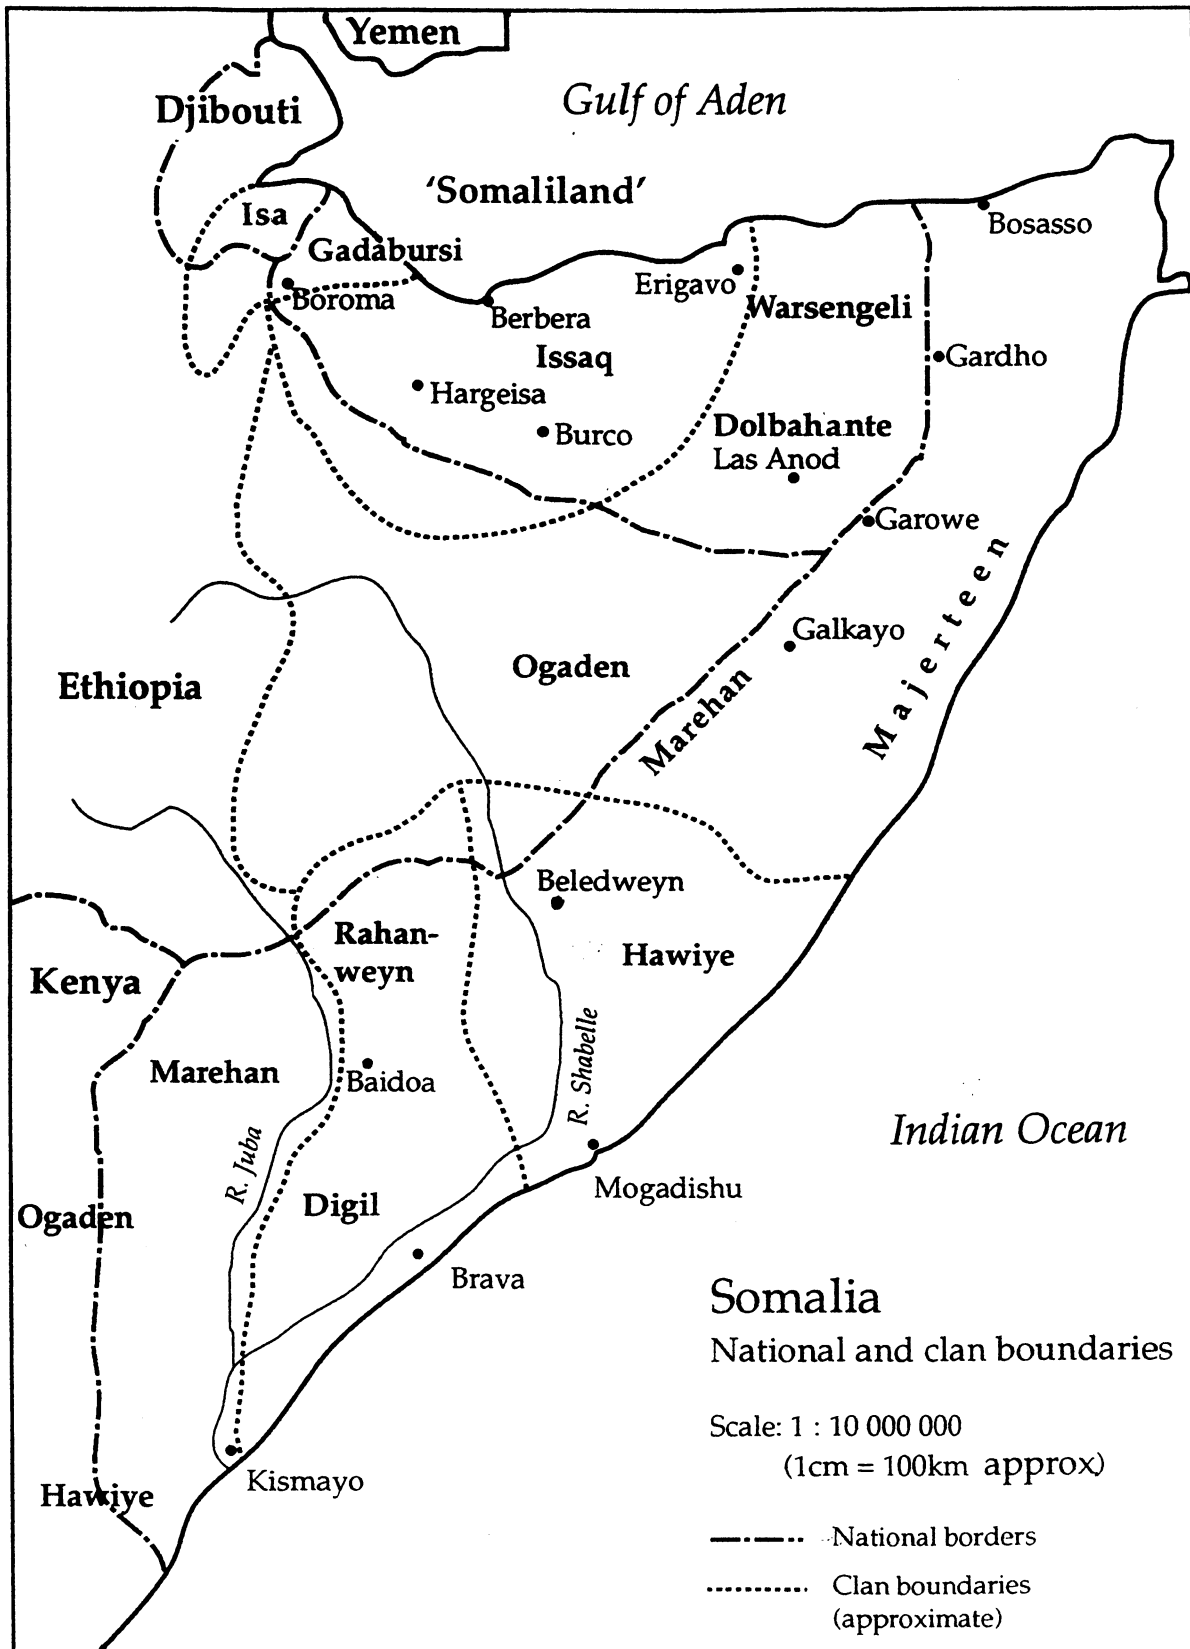 Yemen
Djibouti
Gulf of Aden
'Somaliland'
Isa
Gadabursi
Bosasso
Boroma
Erigavo
Berbera
Warsengeli
Issaq
Gardho
Hargeisa
Burco
Dolbahante
Las Anod
Garowe
Majerteen
Galkayo
Ogaden
Ethiopia
Marehan
Beledweyn
Rahan-
weyn
Hawiye
Kenya
Marehan
Baidoa
R. Shabelle
R. Juba
Indian Ocean
Mogadishu
Digil
Ogaden
Brava
Kismayo
Hawiye
Somalia
National and clan boundaries
Scale: 1 : 10 000 000
(1cm = 100km approx)
National borders
Clan boundaries
(approximate)